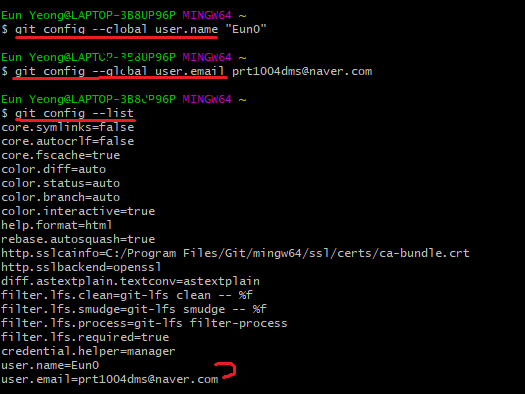 Eun Yeong@LAPTOP-3B8UP96P MINGW64 ~
$ git config --global user.name "Eun0"
Eun Yeong@LAPTOP-3B8UP96P MINGW64 ~
$ git config --global user.email prt1004dms@naver.com
Eun Yeong@LAPTOP-3B8UP96P MINGW64 ~
$ git config --list
core.symlinks=false
core.autocrlf=false
core.fscache=true
color.diff=auto
color.status=auto
color.branch=auto
color.interactive=true
help.format=html
rebase.autosquash=true
http.sslcainfo=C:/Program Files/Git/mingw64/ssl/certs/ca-bundle.crt
http.sslbackend=openssl
diff.astextplain.textconv=astextplain
filter.lfs.clean=git-lfs clean -- %f
filter.lfs.smudge=git-lfs smudge -- %f
filter.lfs.process=git-lfs filter-process
filter.lfs.required=true
credential.helper=manager
user.name=Eun0
user.email=prt1004dms@naver.com